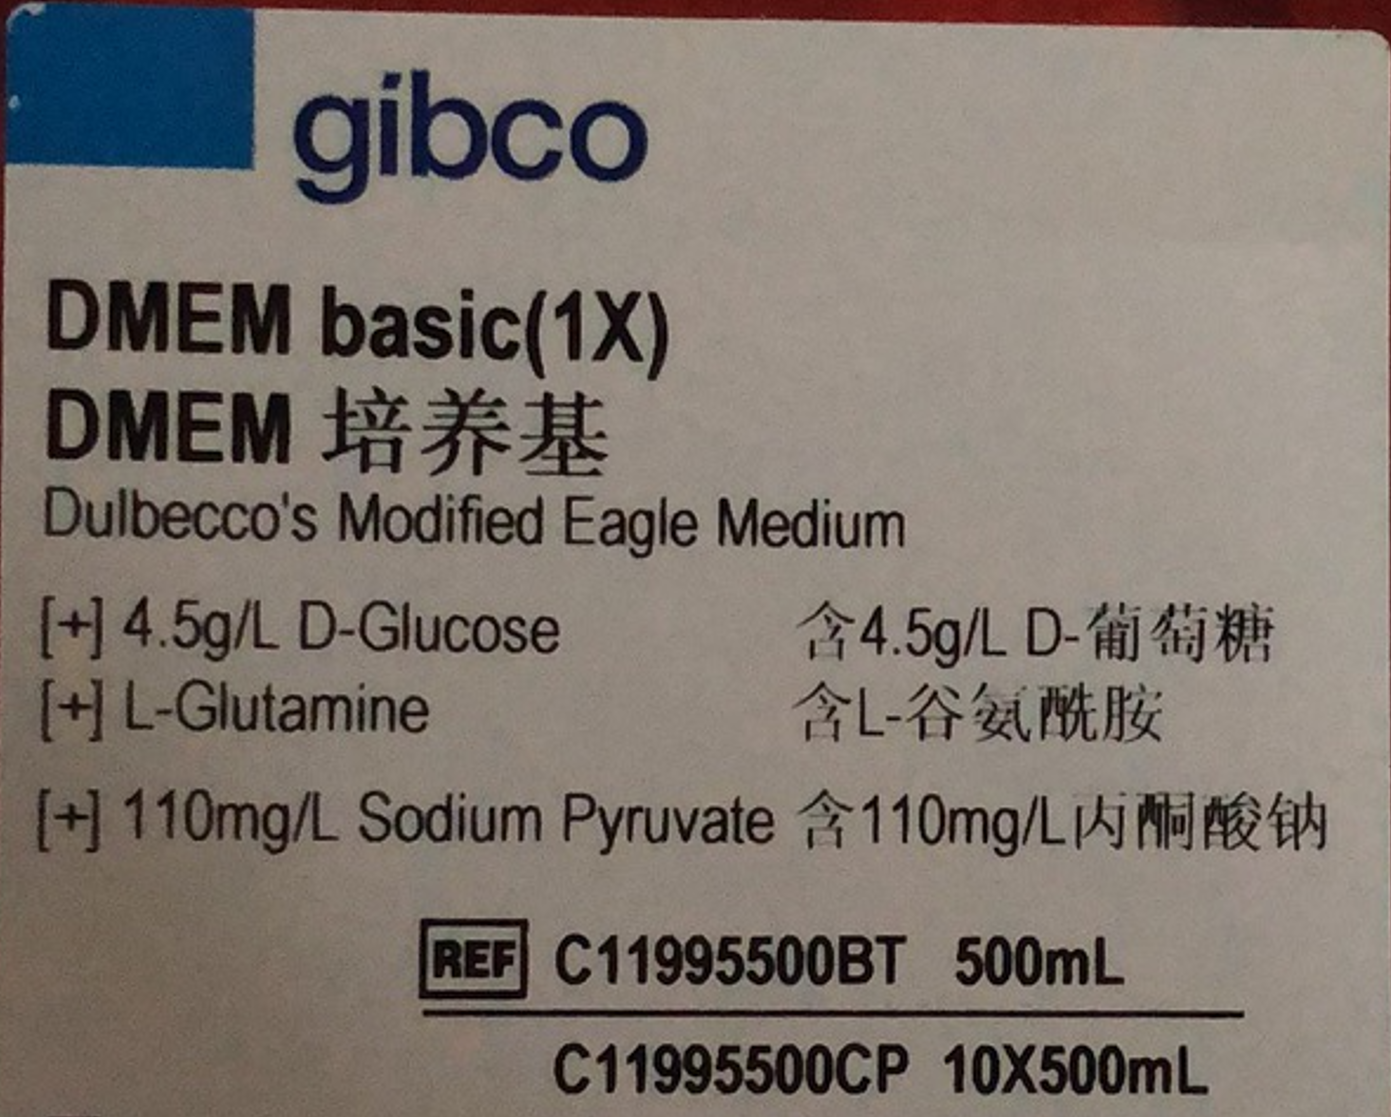 gibco
DMEM basic(1X)
DMEM 培养基
Dulbecco's Modified Eagle Medium
[+] 4.5g/L D-Glucose 含4.5g/L D-葡萄糖
[+] L-Glutamine 含L-谷氨酰胺
[+] 110mg/L Sodium Pyruvate 含110mg/L丙酮酸钠
REF C11995500BT 500mL
C11995500CP 10X500mL